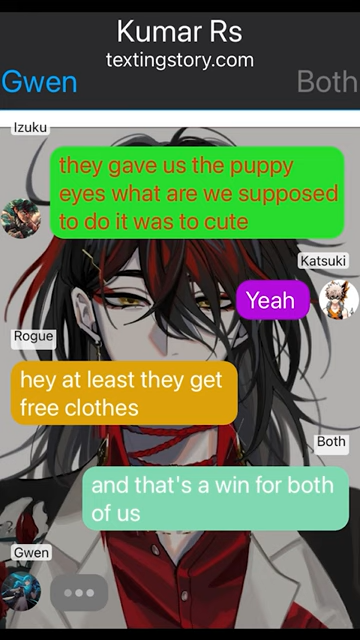 Kumar Rs
textingstory.com
Gwen
Both
Izuku
they gave us the puppy
eyes what are we supposed
to do it was to cute
Katsuki
Yeah
Rogue
hey at least they get
free clothes
Both
and that's a win for both
of us
Gwen